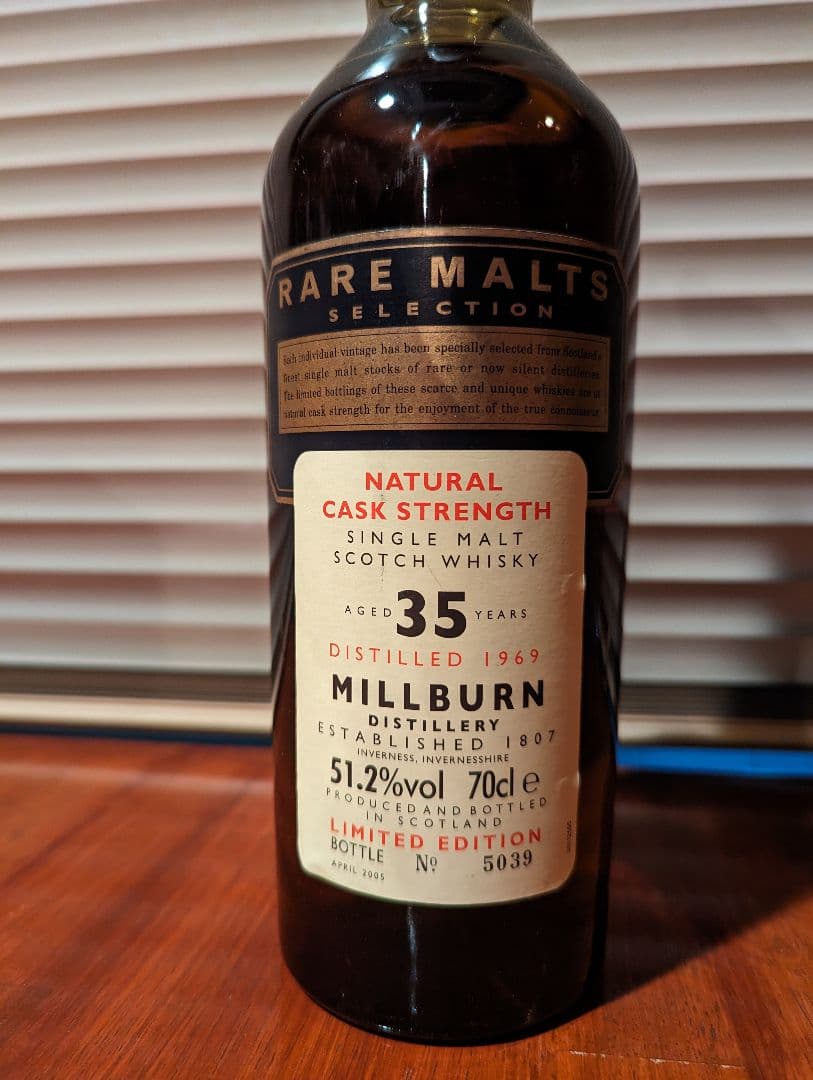 RARE MALTS
SELECTION
Each individual vintage has been specially selected from Scotland's
finest single malt stocks of rare or now silent distilleries.
The limited bottlings of these scarce and unique whiskies are at
natural cask strength for the enjoyment of the true connoisseur
NATURAL
CASK STRENGTH
SINGLE MALT
SCOTCH WHISKY
AGED 35 YEARS
DISTILLED 1969
MILLBURN
DISTILLERY
ESTABLISHED 1807
INVERNESS, INVERNESSHIRE
51.2%vol 70cl e
PRODUCED AND BOTTLED
IN SCOTLAND
LIMITED EDITION
BOTTLE Nº 5039
APRIL 2005